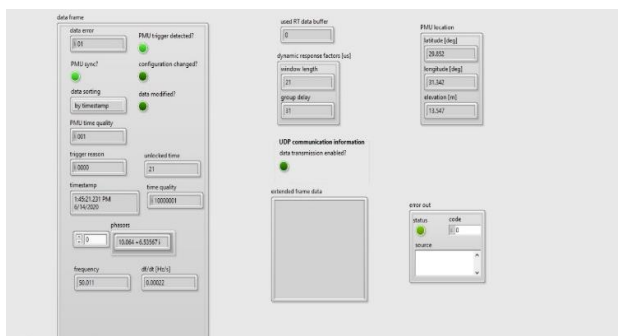 data frame
data error
01
PMU trigger detected?
PMU sync?
configuration changed?
data sorting
by timestamp
data modified?
PMU time quality
001
trigger reason
0000
unlocked time
21
timestamp
1:45:21.231 PM
6/14/2020
time quality
10000001
phasors
0
10.064 +6.53567 i
frequency
50.011
df/dt [Hz/s]
0.00022
used RT data buffer
0
dynamic response factors [us]
window length
21
group delay
31
UDP communication information
data transmission enabled?
extended frame data
PMU location
latitude [deg]
29.852
longitude [deg]
31.342
elevation [m]
13.547
error out
status
code
0
source